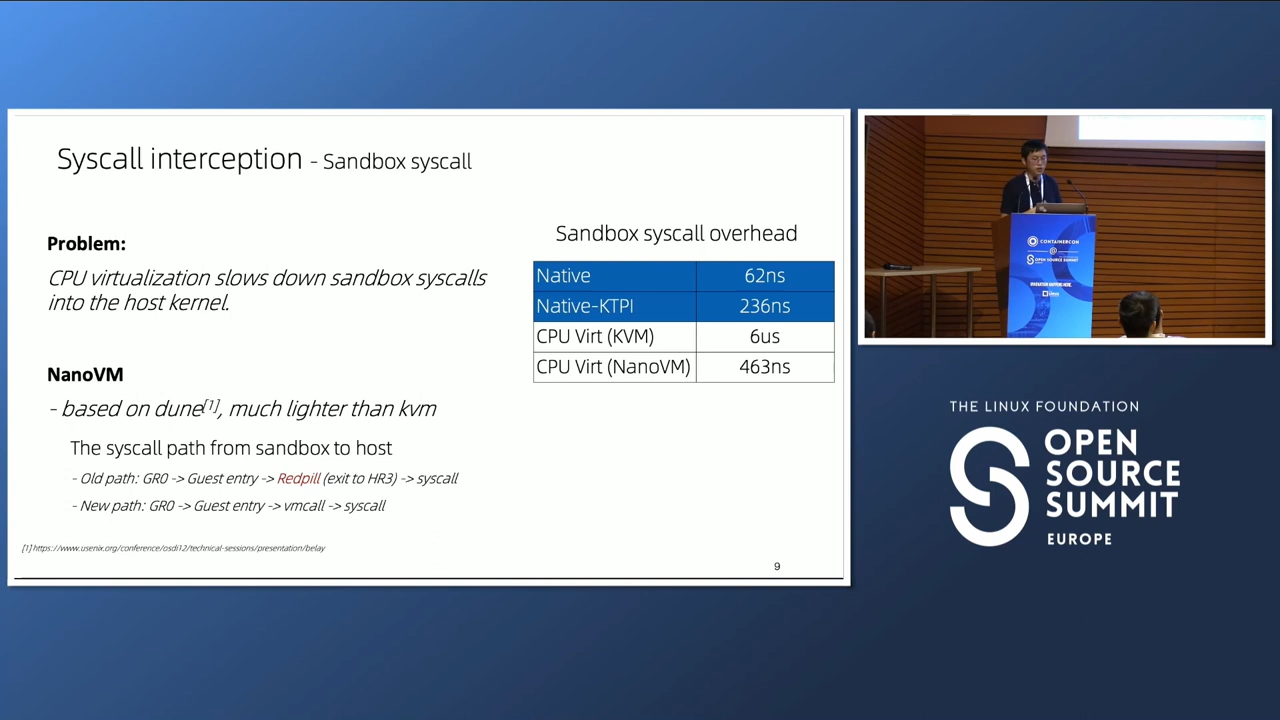 Syscall interception - Sandbox syscall
Problem:
CPU virtualization slows down sandbox syscalls
into the host kernel.
NanoVM
- based on dune[1], much lighter than kvm
The syscall path from sandbox to host
- Old path: GR0 -> Guest entry -> Redpill (exit to HR3) -> syscall
- New path: GR0 -> Guest entry -> vmcall -> syscall
[1] https://www.usenix.org/conference/osdi12/technical-sessions/presentation/belay
Sandbox syscall overhead
Native 62ns
Native-KTPI 236ns
CPU Virt (KVM) 6us
CPU Virt (NanoVM) 463ns
9
CONTAINERCON
@
OPEN SOURCE SUMMIT
THE LINUX FOUNDATION
OPEN
SOURCE
SUMMIT
EUROPE